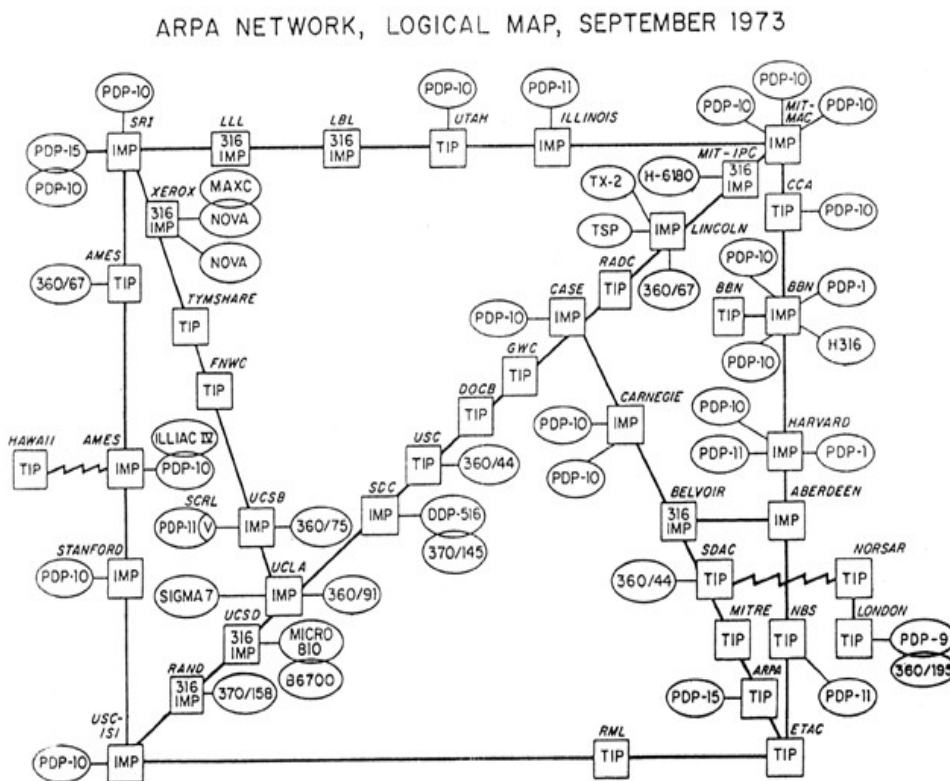 ARPA NETWORK, LOGICAL MAP, SEPTEMBER 1973
PDP-10
PDP-10
PDP-11
PDP-10
SRI
LLL
LBL
UTAH
ILLINOIS
PDP-10
MIT-
MAC
PDP-10
PDP-15
IMP
316
IMP
316
IMP
TIP
IMP
IMP
PDP-10
MIT-IPC
XEROX
MAXC
TX-2
H-6180
316
IMP
CCA
316
IMP
NOVA
TSP
IMP
LINCOLN
TIP
PDP-10
NOVA
AMES
RADC
PDP-10
360/67
TIP
TIP
360/67
BBN
BBN
PDP-1
TYMSHARE
CASE
TIP
IMP
TIP
PDP-10
IMP
PDP-10
H316
FNWC
GWC
TIP
TIP
DOCB
CARNEGIE
PDP-10
HARVARD
TIP
PDP-10
IMP
HAWAII
AMES
ILLIAC IV
USC
PDP-11
IMP
PDP-1
TIP
IMP
PDP-10
TIP
360/44
PDP-10
SCRL
UCSB
SDC
BELVOIR
ABERDEEN
PDP-11
V
IMP
360/75
IMP
DDP-516
316
IMP
IMP
STANFORD
370/145
SDAC
NORSAR
PDP-10
IMP
UCLA
360/44
TIP
TIP
SIGMA 7
IMP
360/91
UCSD
MITRE
NBS
LONDON
316
IMP
MICRO
810
TIP
TIP
TIP
PDP-9
RAND
B6700
ARPA
360/195
316
IMP
370/158
PDP-15
TIP
PDP-11
USC-
ISI
RML
ETAC
PDP-10
IMP
TIP
TIP